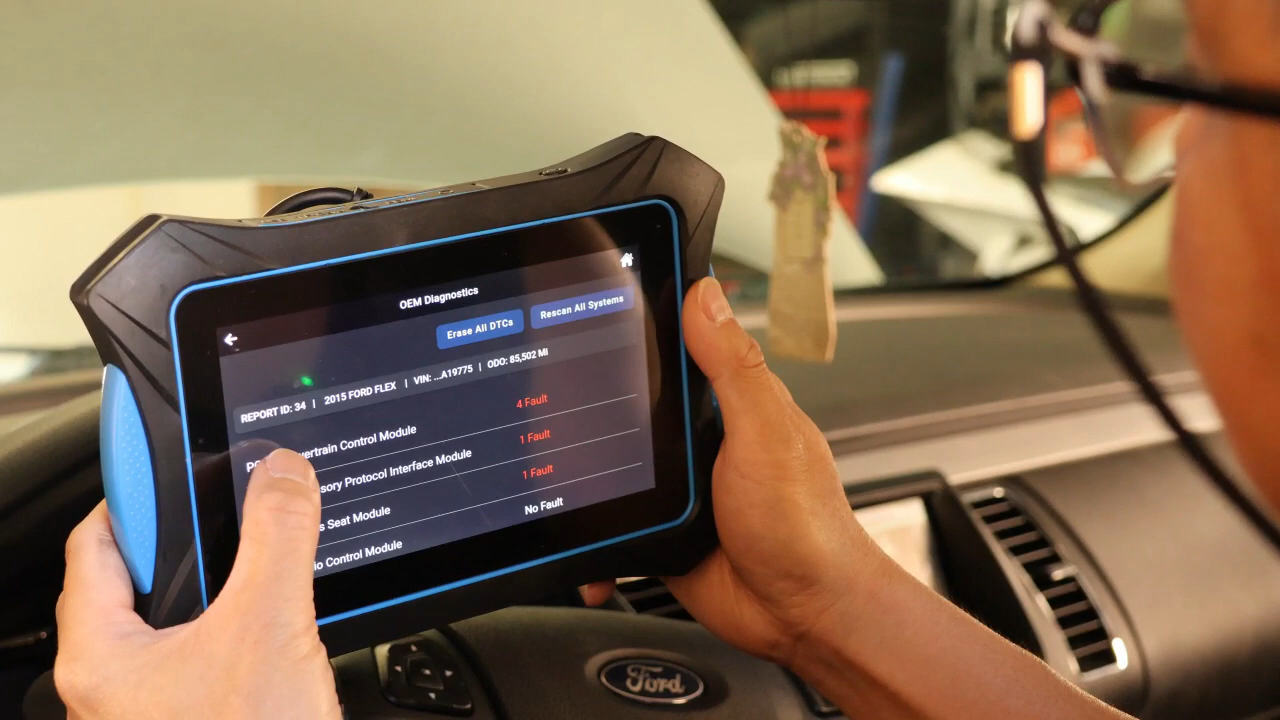 OEM Diagnostics
Erase All DTCs Rescan All Systems
REPORT ID: 34 | 2015 FORD FLEX | VIN: ...A19775 | ODO: 85,502 MI
4 Fault
Control Module
1 Fault
Protocol Interface Module
1 Fault
Seat Module
No Fault
Control Module
Ford